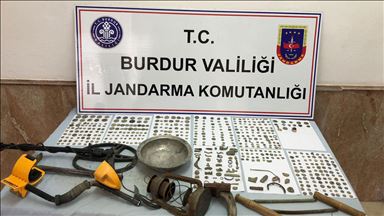 T.C.
BURDUR VALİLİĞİ
İL JANDARMA KOMUTANLIĞI